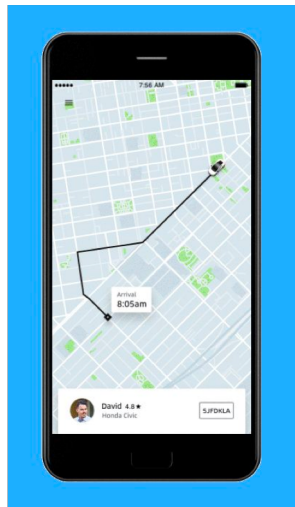 7:56 AM
Arrival
8:05am
David 4.8★
Honda Civic
5JFDKLA